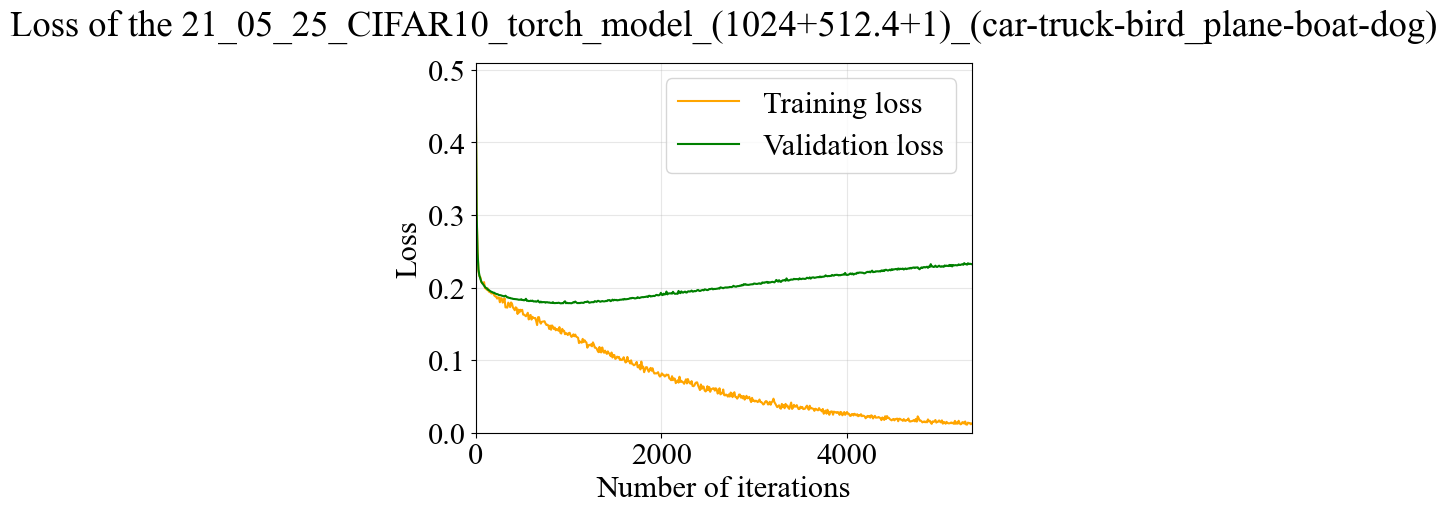 Loss of the 21_05_25_CIFAR10_torch_model_(1024+512.4+1)_(car-truck-bird_plane-boat-dog)
0.5
0.4
0.3
0.2
0.1
0.0
Loss
Training loss
Validation loss
0
2000
4000
Number of iterations